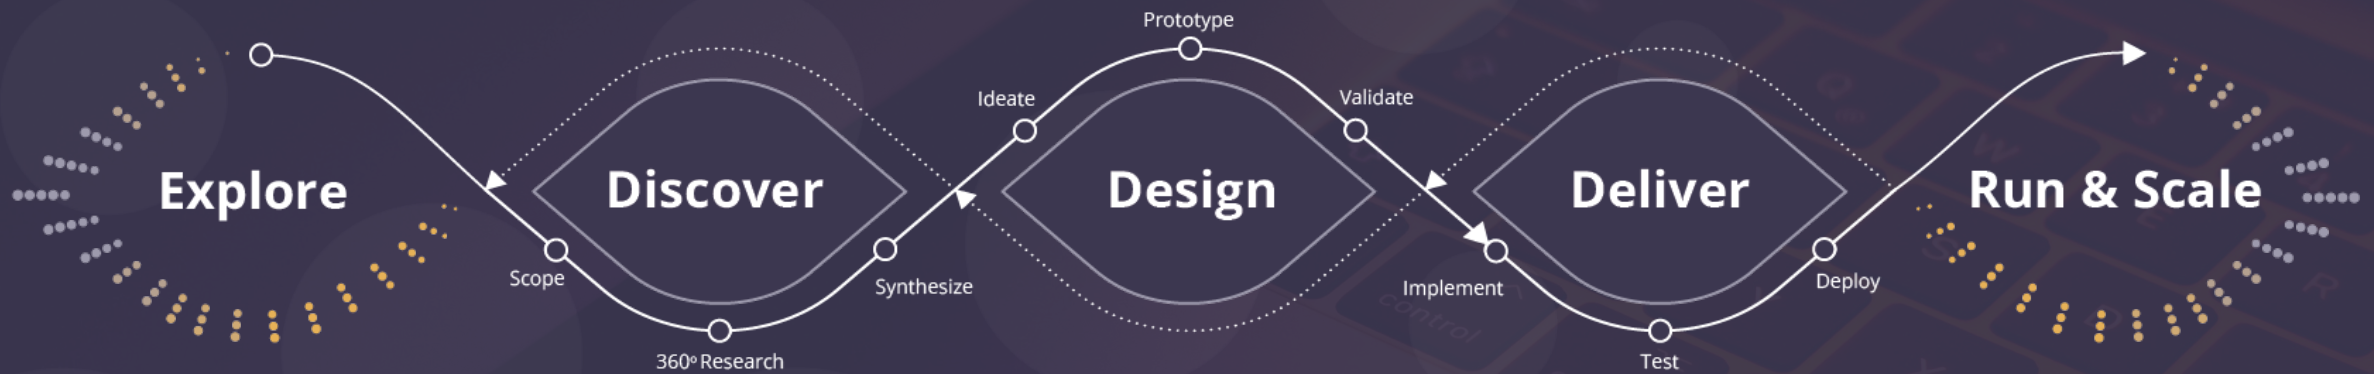 Explore
Scope
Discover
360º Research
Synthesize
Ideate
Prototype
Design
Validate
Implement
Deliver
Test
Deploy
Run & Scale